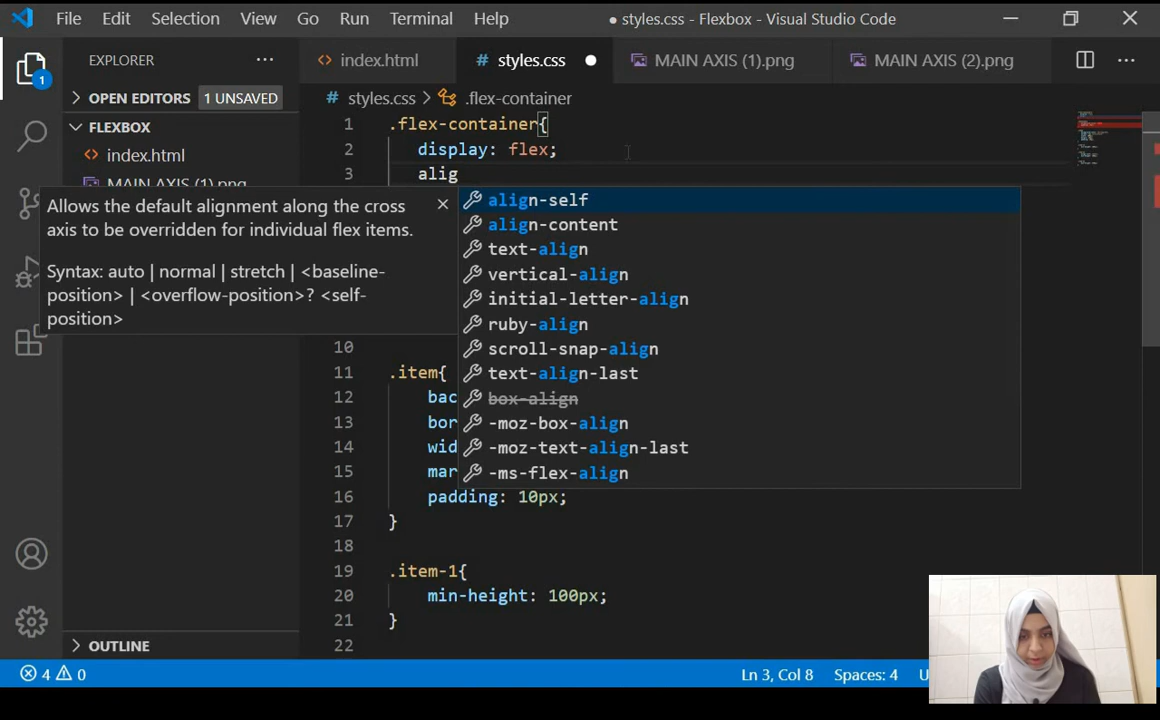 File Edit Selection View Go Run Terminal Help ● styles.css - Flexbox - Visual Studio Code
EXPLORER ... <> index.html # styles.css ● MAIN AXIS (1).png MAIN AXIS (2).png ...
1
OPEN EDITORS 1 UNSAVED # styles.css > .flex-container
FLEXBOX
<> index.html
MAIN AXIS (1).png
1 .flex-container{
2 display: flex;
3 alig
Allows the default alignment along the cross
axis to be overridden for individual flex items.
Syntax: auto | normal | stretch | <baseline-
position> | <overflow-position>? <self-
position>
align-self
align-content
text-align
vertical-align
initial-letter-align
ruby-align
scroll-snap-align
text-align-last
box-align
-moz-box-align
-moz-text-align-last
-ms-flex-align
10
11 .item{
12 bac
13 bor
14 wid
15 mar
16 padding: 10px;
17 }
18
19 .item-1{
20 min-height: 100px;
21 }
22
OUTLINE
4 0 Ln 3, Col 8 Spaces: 4 U